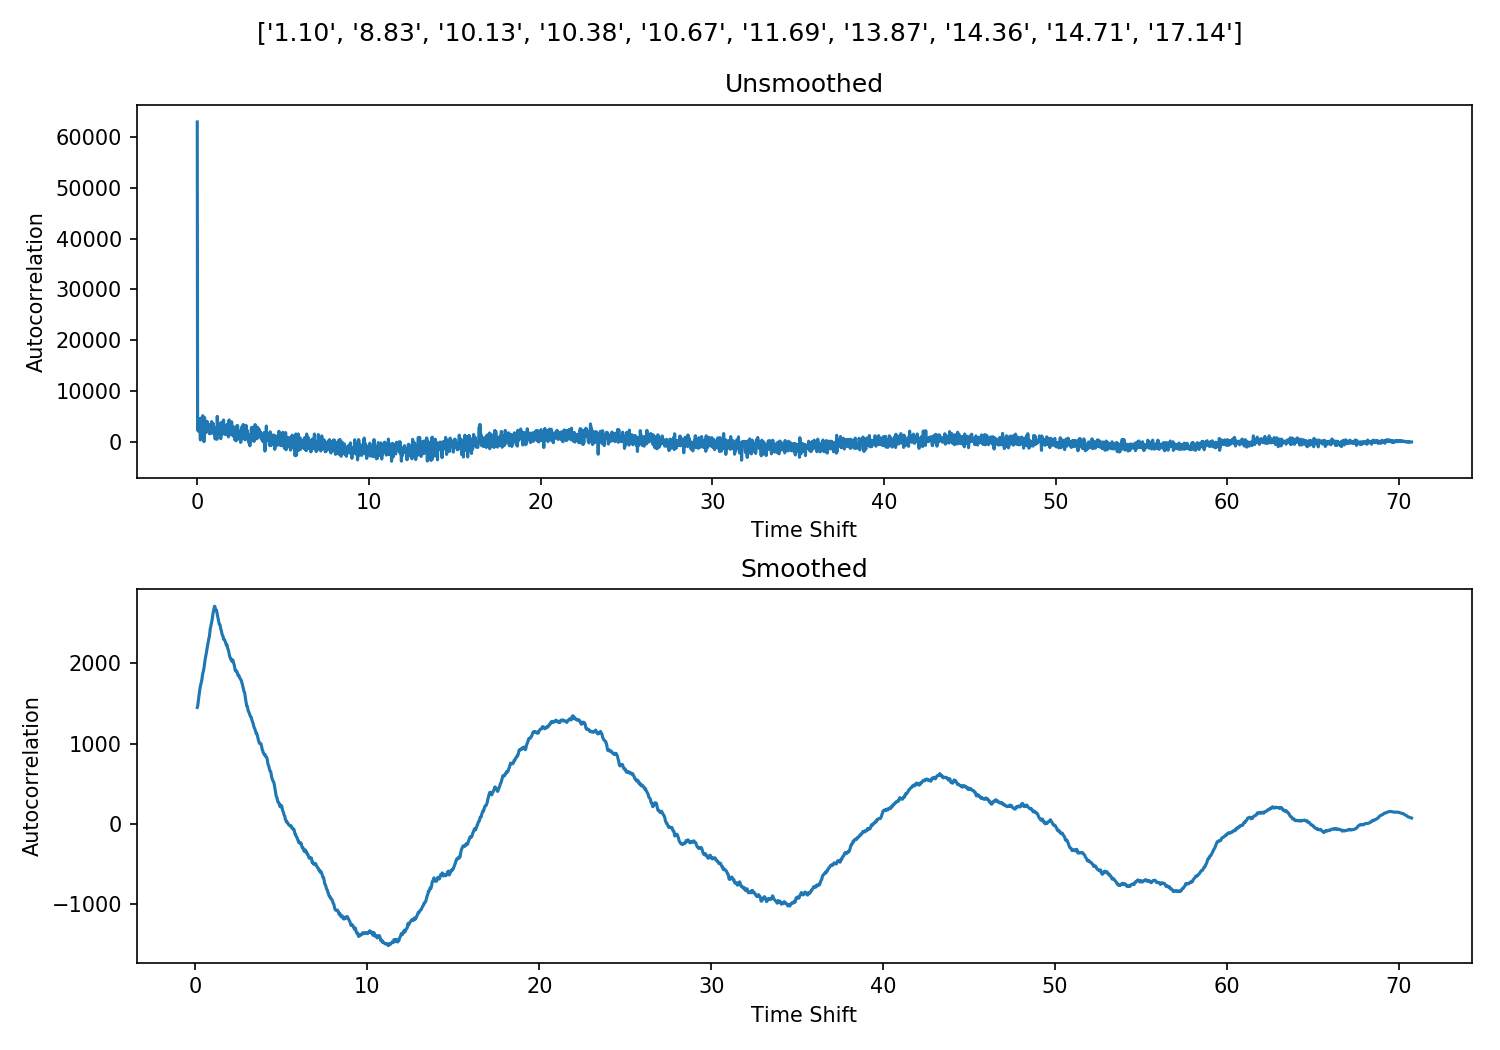 ['1.10', '8.83', '10.13', '10.38', '10.67', '11.69', '13.87', '14.36', '14.71', '17.14']
Unsmoothed
Autocorrelation
60000
50000
40000
30000
20000
10000
0
0 10 20 30 40 50 60 70
Time Shift
Smoothed
Autocorrelation
2000
1000
0
−1000
0 10 20 30 40 50 60 70
Time Shift